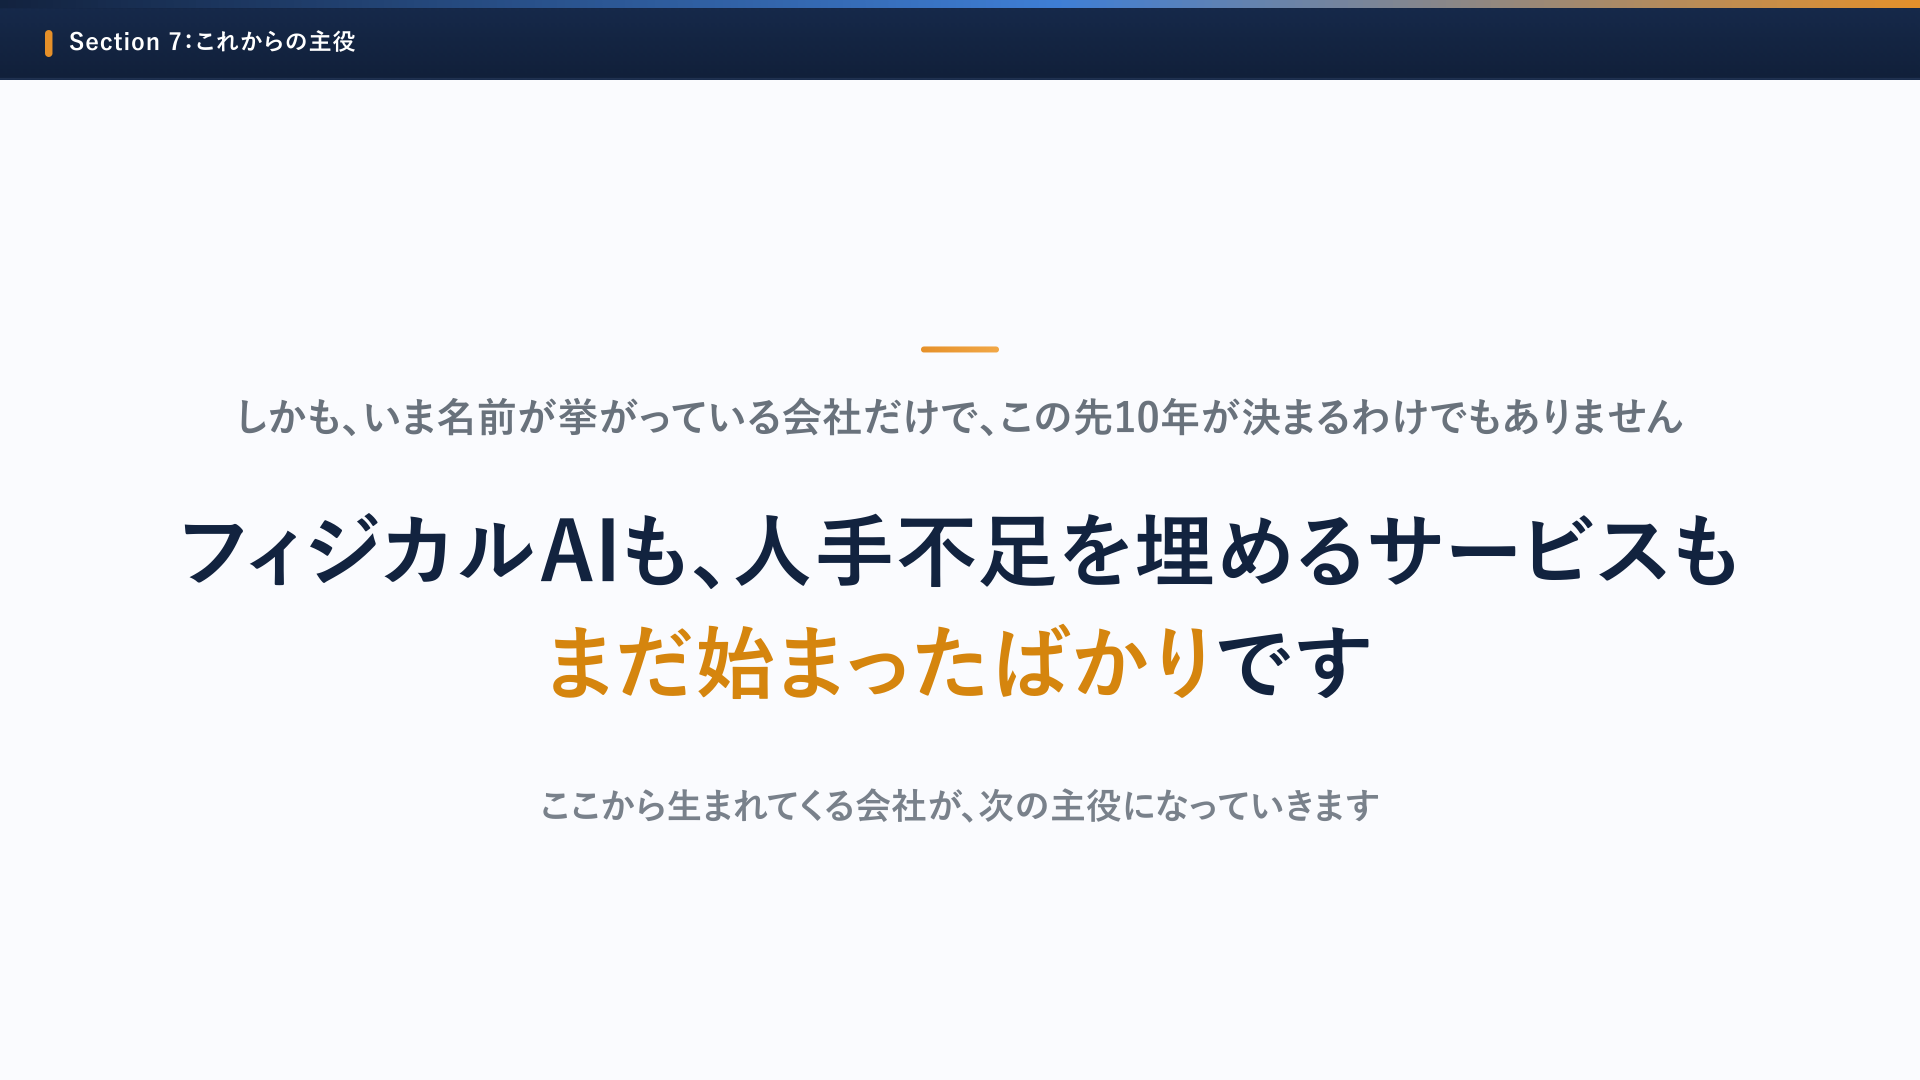 Section 7：これからの主役
しかも、いま名前が挙がっている会社だけで、この先10年が決まるわけでもありません
フィジカルAIも、人手不足を埋めるサービスも
まだ始まったばかりです
ここから生まれてくる会社が、次の主役になっていきます